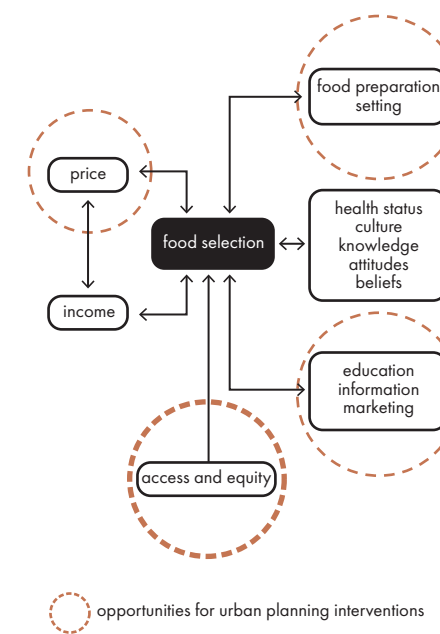 food preparation
setting
price
health status
culture
knowledge
attitudes
beliefs
food selection
income
education
information
marketing
access and equity
opportunities for urban planning interventions